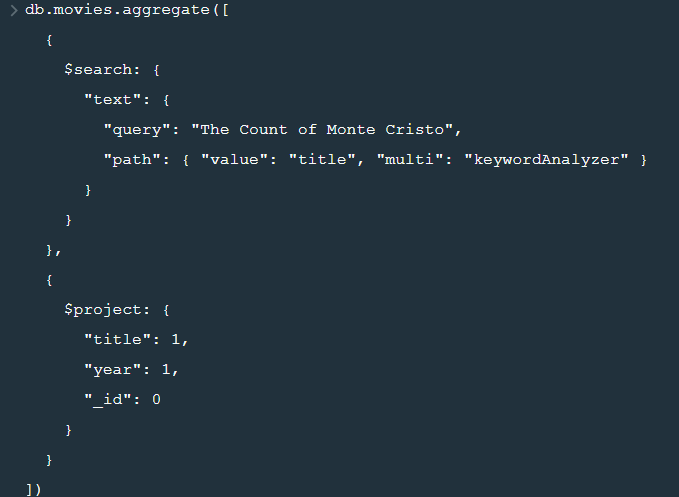 > db.movies.aggregate([
{
$search: {
"text": {
"query": "The Count of Monte Cristo",
"path": { "value": "title", "multi": "keywordAnalyzer" }
}
}
},
{
$project: {
"title": 1,
"year": 1,
"_id": 0
}
}
])